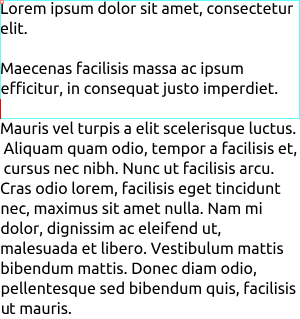 Lorem ipsum dolor sit amet, consectetur
elit.
Maecenas facilisis massa ac ipsum
efficitur, in consequat justo imperdiet.
Mauris vel turpis a elit scelerisque luctus.
Aliquam quam odio, tempor a facilisis et,
cursus nec nibh. Nunc ut facilisis arcu.
Cras odio lorem, facilisis eget tincidunt
nec, maximus sit amet nulla. Nam mi
dolor, dignissim ac eleifend ut,
malesuada et libero. Vestibulum mattis
bibendum mattis. Donec diam odio,
pellentesque sed bibendum quis, facilisis
ut mauris.